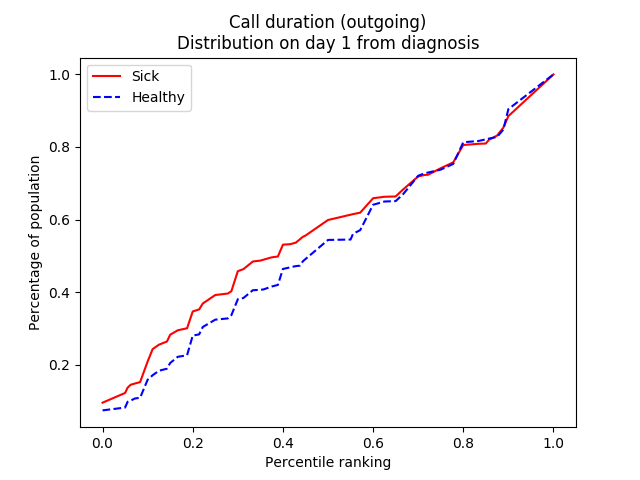 Call duration (outgoing)
Distribution on day 1 from diagnosis
Sick
Healthy
Percentage of population
1.0
0.8
0.6
0.4
0.2
0.0 0.2 0.4 0.6 0.8 1.0
Percentile ranking